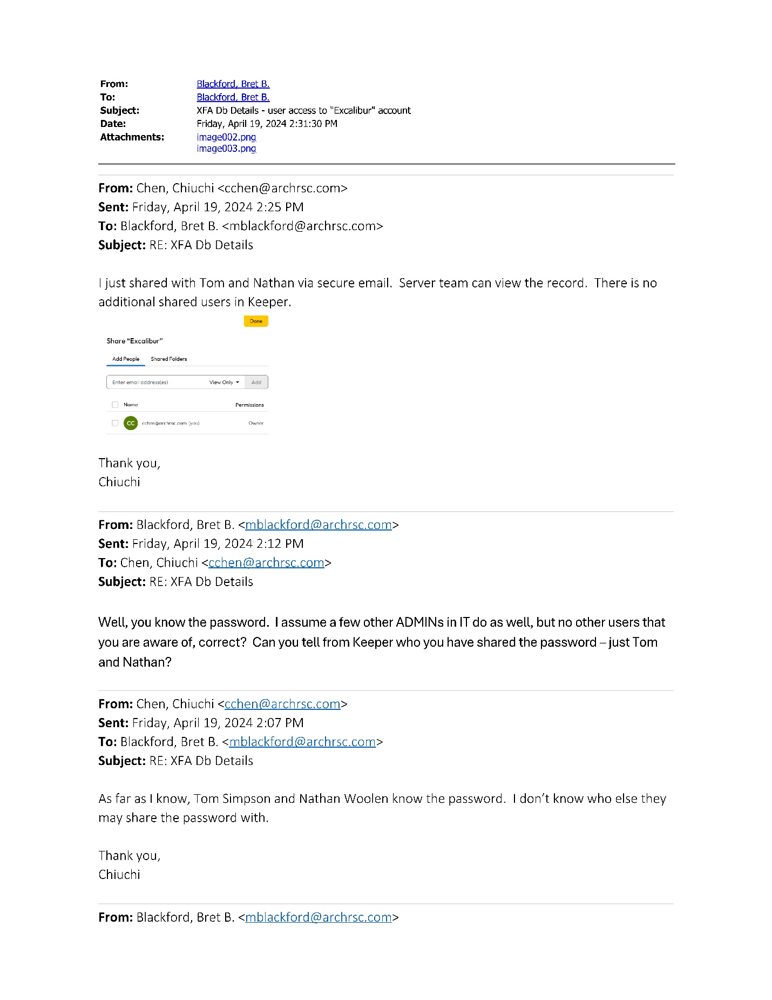 From: Blackford, Bret B.
To: Blackford, Bret B.
Subject: XFA Db Details - user access to "Excalibur" account
Date: Friday, April 19, 2024 2:31:30 PM
Attachments: image002.png
image003.png
From: Chen, Chiuchi <cchen@archrsc.com>
Sent: Friday, April 19, 2024 2:25 PM
To: Blackford, Bret B. <mblackford@archrsc.com>
Subject: RE: XFA Db Details
I just shared with Tom and Nathan via secure email.  Server team can view the record.  There is no
additional shared users in Keeper.
Done
Share “Excalibur”
Add People Shared Folders
Enter email address(es) View Only Add
Name Permissions
CC cchen@archrsc.com (you) Owner
Thank you,
Chiuchi
From: Blackford, Bret B. <mblackford@archrsc.com>
Sent: Friday, April 19, 2024 2:12 PM
To: Chen, Chiuchi <cchen@archrsc.com>
Subject: RE: XFA Db Details
Well, you know the password.  I assume a few other ADMINs in IT do as well, but no other users that
you are aware of, correct?  Can you tell from Keeper who you have shared the password – just Tom
and Nathan?
From: Chen, Chiuchi <cchen@archrsc.com>
Sent: Friday, April 19, 2024 2:07 PM
To: Blackford, Bret B. <mblackford@archrsc.com>
Subject: RE: XFA Db Details
As far as I know, Tom Simpson and Nathan Woolen know the password.  I don’t know who else they
may share the password with.
Thank you,
Chiuchi
From: Blackford, Bret B. <mblackford@archrsc.com>